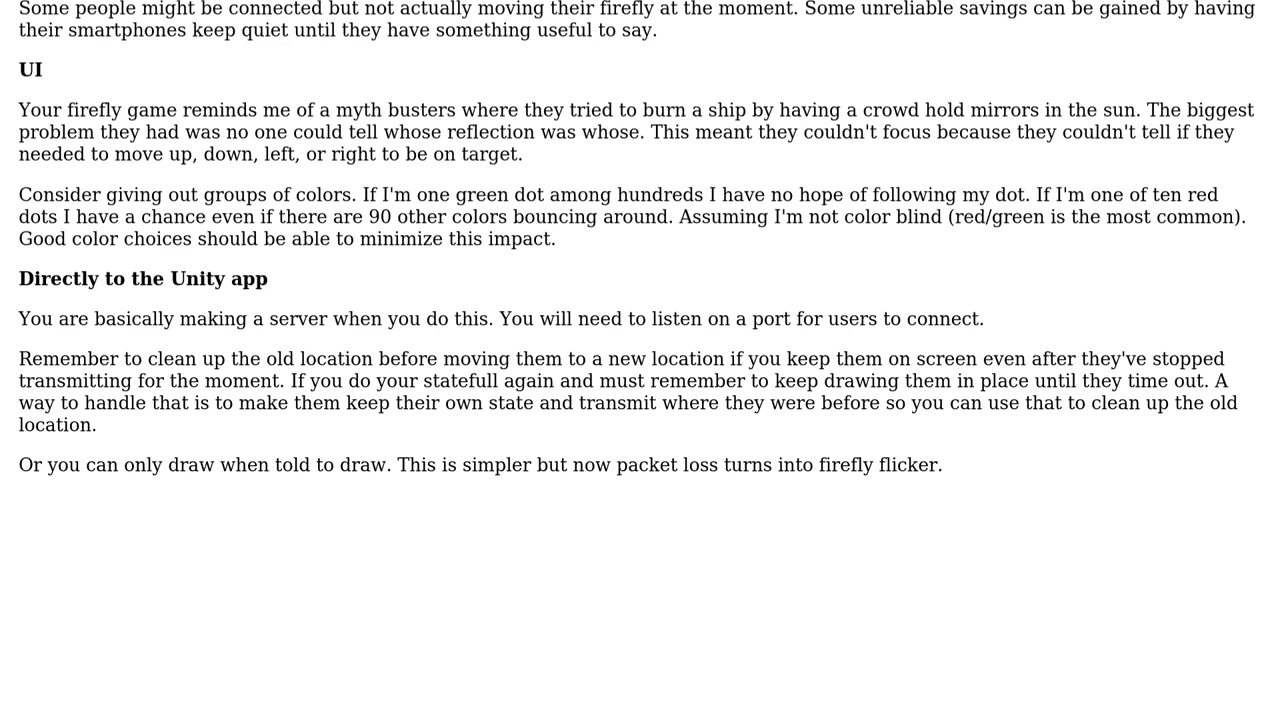 Some people might be connected but not actually moving their firefly at the moment. Some unreliable savings can be gained by having
their smartphones keep quiet until they have something useful to say.
UI
Your firefly game reminds me of a myth busters where they tried to burn a ship by having a crowd hold mirrors in the sun. The biggest
problem they had was no one could tell whose reflection was whose. This meant they couldn't focus because they couldn't tell if they
needed to move up, down, left, or right to be on target.
Consider giving out groups of colors. If I'm one green dot among hundreds I have no hope of following my dot. If I'm one of ten red
dots I have a chance even if there are 90 other colors bouncing around. Assuming I'm not color blind (red/green is the most common).
Good color choices should be able to minimize this impact.
Directly to the Unity app
You are basically making a server when you do this. You will need to listen on a port for users to connect.
Remember to clean up the old location before moving them to a new location if you keep them on screen even after they've stopped
transmitting for the moment. If you do your statefull again and must remember to keep drawing them in place until they time out. A
way to handle that is to make them keep their own state and transmit where they were before so you can use that to clean up the old
location.
Or you can only draw when told to draw. This is simpler but now packet loss turns into firefly flicker.